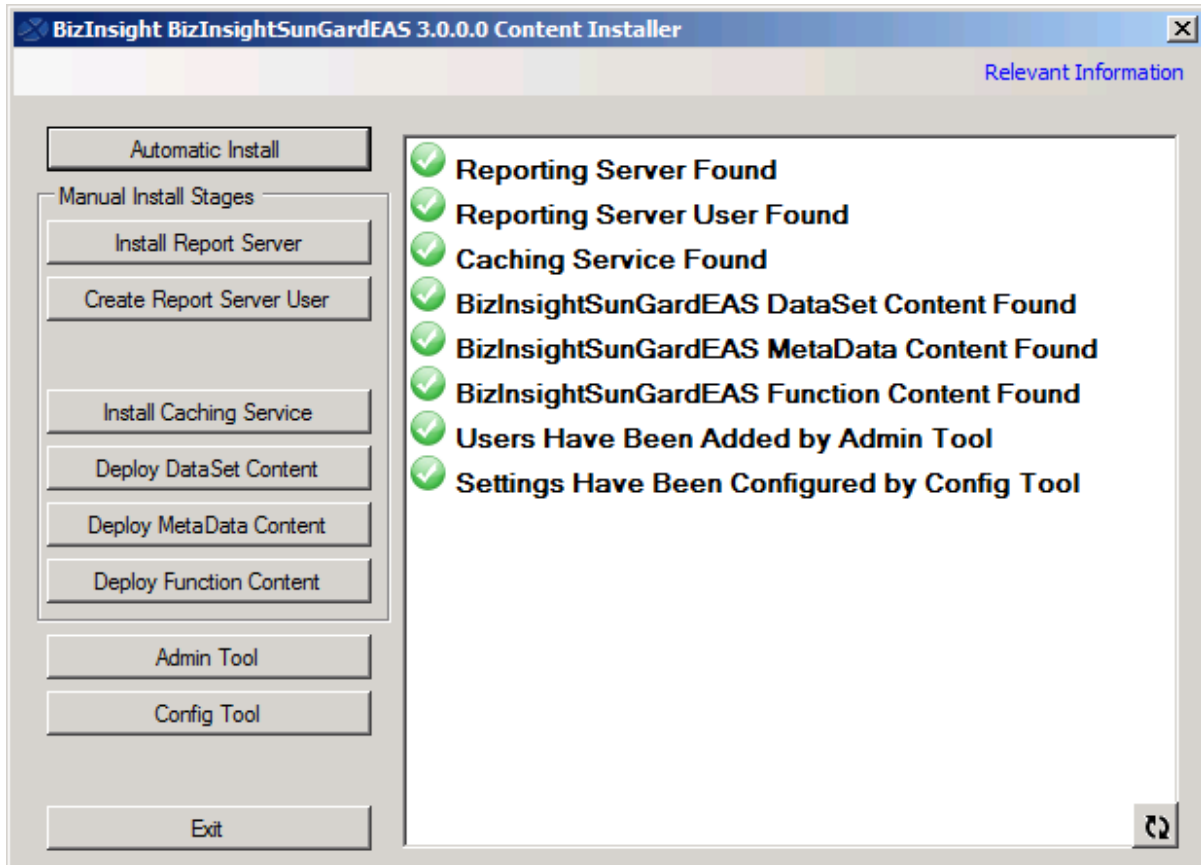 BizInsight BizInsightSunGardEAS 3.0.0.0 Content Installer
Relevant Information
Automatic Install
Manual Install Stages
Install Report Server
Create Report Server User
Install Caching Service
Deploy DataSet Content
Deploy MetaData Content
Deploy Function Content
Admin Tool
Config Tool
Exit
Reporting Server Found
Reporting Server User Found
Caching Service Found
BizInsightSunGardEAS DataSet Content Found
BizInsightSunGardEAS MetaData Content Found
BizInsightSunGardEAS Function Content Found
Users Have Been Added by Admin Tool
Settings Have Been Configured by Config Tool